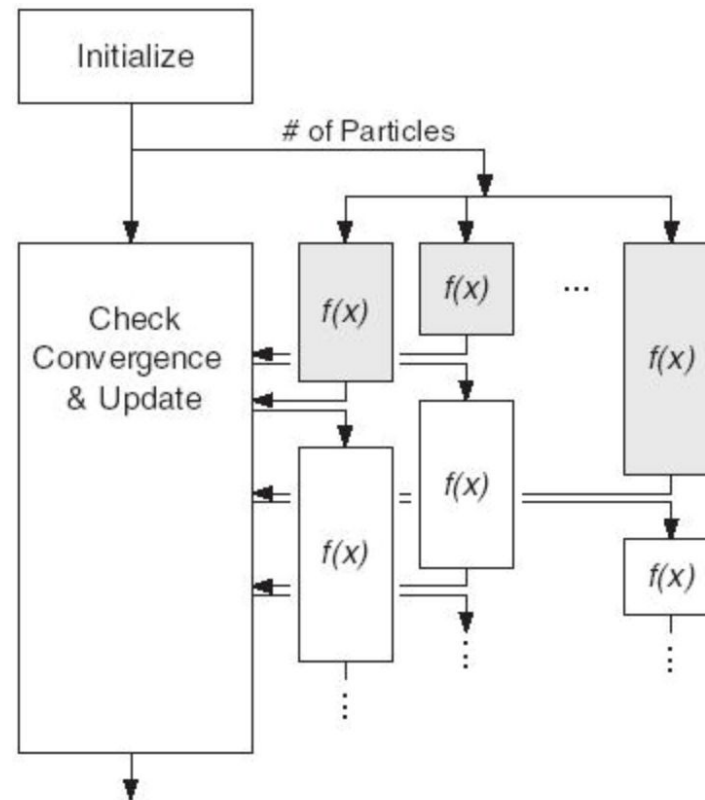 Initialize
# of Particles
f(x)
f(x)
...
f(x)
Check
Convergence
& Update
f(x)
f(x)
f(x)